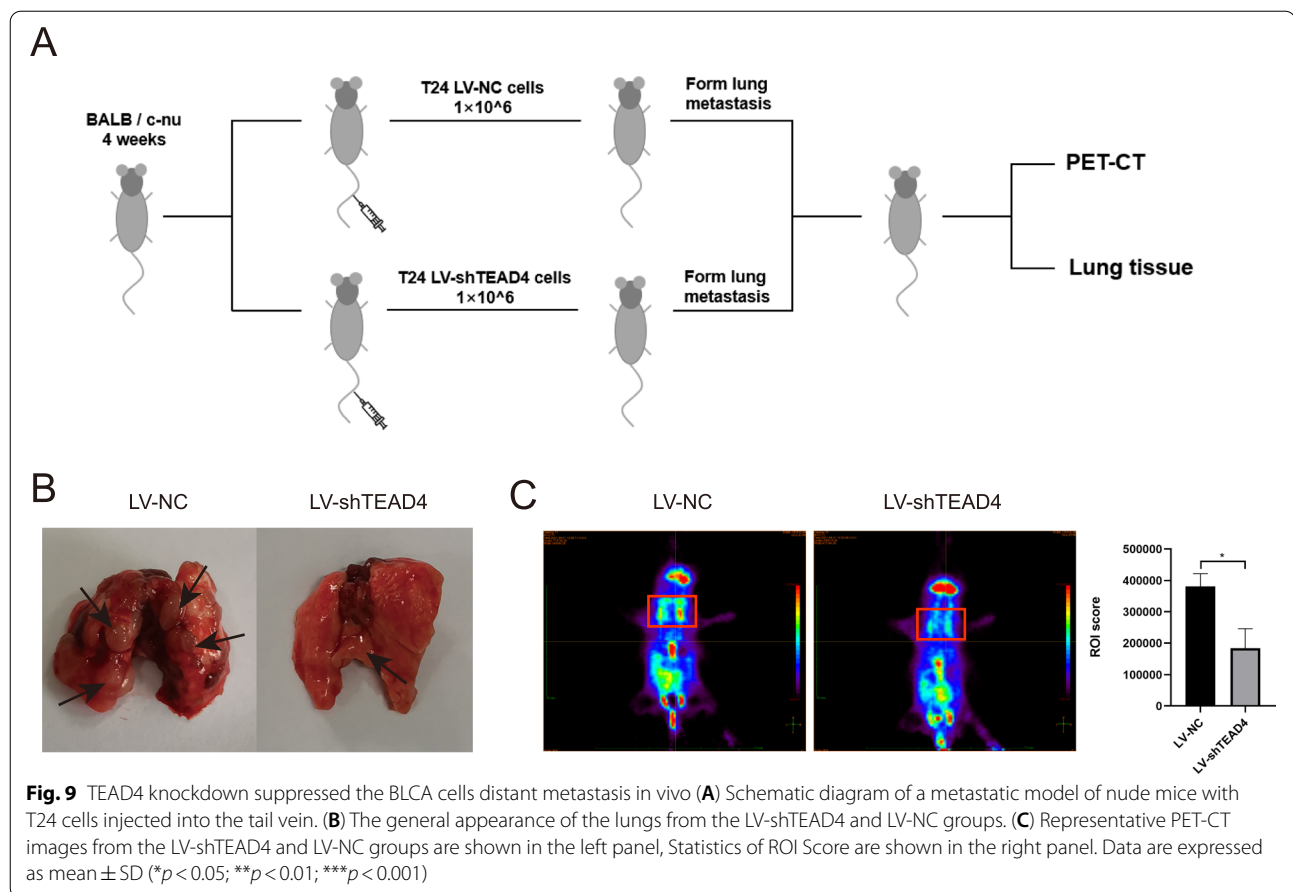 A
BALB / c-nu
4 weeks
T24 LV-NC cells
1×10^6
Form lung
metastasis
T24 LV-shTEAD4 cells
1×10^6
Form lung
metastasis
PET-CT
Lung tissue
B
LV-NC
LV-shTEAD4
C
LV-NC
LV-shTEAD4
ROI score
500000
400000
300000
200000
100000
0
*
LV-NC
LV-shTEAD4
Fig. 9 TEAD4 knockdown suppressed the BLCA cells distant metastasis in vivo (A) Schematic diagram of a metastatic model of nude mice with
T24 cells injected into the tail vein. (B) The general appearance of the lungs from the LV-shTEAD4 and LV-NC groups. (C) Representative PET-CT
images from the LV-shTEAD4 and LV-NC groups are shown in the left panel, Statistics of ROI Score are shown in the right panel. Data are expressed
as mean ± SD (*p < 0.05; **p < 0.01; ***p < 0.001)